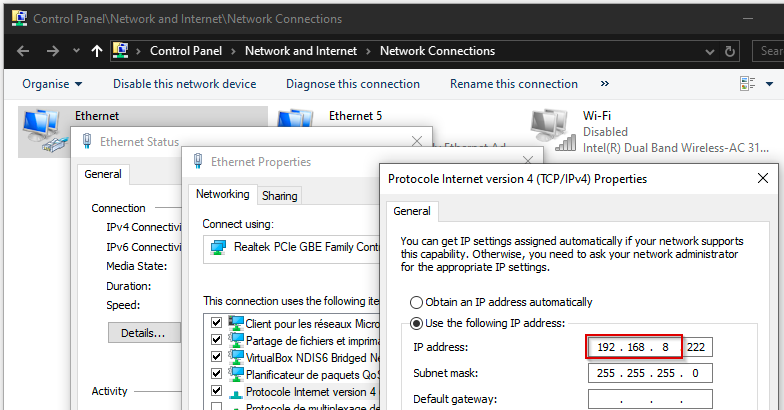 Control Panel\Network and Internet\Network Connections
Control Panel > Network and Internet > Network Connections
Organise Disable this network device Diagnose this connection Rename this connection »
Ethernet
Ethernet 5
Wi-Fi
Disabled
Intel(R) Dual Band Wireless-AC 31...
Ethernet Ad
Ethernet Status
General
Connection
IPv4 Connectivi
IPv6 Connectivi
Media State:
Duration:
Speed:
Details...
Activity
Ethernet Properties
Networking Sharing
Connect using:
Realtek PCIe GBE Family Cont
This connection uses the following ite
Client pour les réseaux Micro
Partage de fichiers et imprima
VirtualBox NDIS6 Bridged Ne
Planificateur de paquets QoS
Protocole Internet version 4
Protocole de multiplexage de
Protocole Internet version 4 (TCP/IPv4) Properties
General
You can get IP settings assigned automatically if your network supports
this capability. Otherwise, you need to ask your network administrator
for the appropriate IP settings.
Obtain an IP address automatically
Use the following IP address:
IP address: 192 . 168 . 8 . 222
Subnet mask: 255 . 255 . 255 . 0
Default gateway: . . .